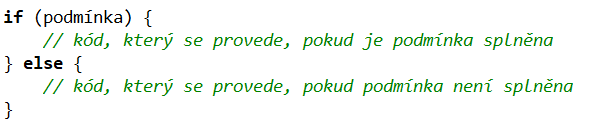 if (podmínka) {
    // kód, který se provede, pokud je podmínka splněna
} else {
    // kód, který se provede, pokud podmínka není splněna
}